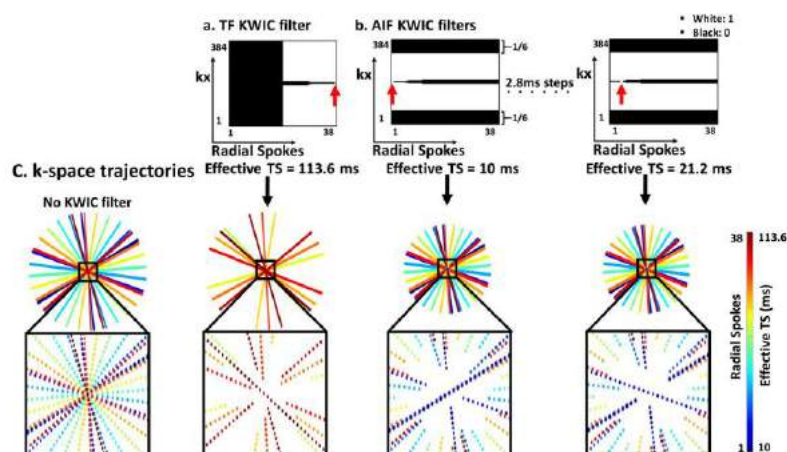 a. TF KWIC filter
b. AIF KWIC filters
White: 1
Black: 0
384
kx
1
1
38
Radial Spokes
Effective TS = 113.6 ms
384
kx
1
1/6
2.8ms steps
1/6
1
38
Radial Spokes
Effective TS = 10 ms
384
kx
1
1
38
Radial Spokes
Effective TS = 21.2 ms
C. k-space trajectories
No KWIC filter
38
113.6
Radial Spokes
Effective TS (ms)
1
10